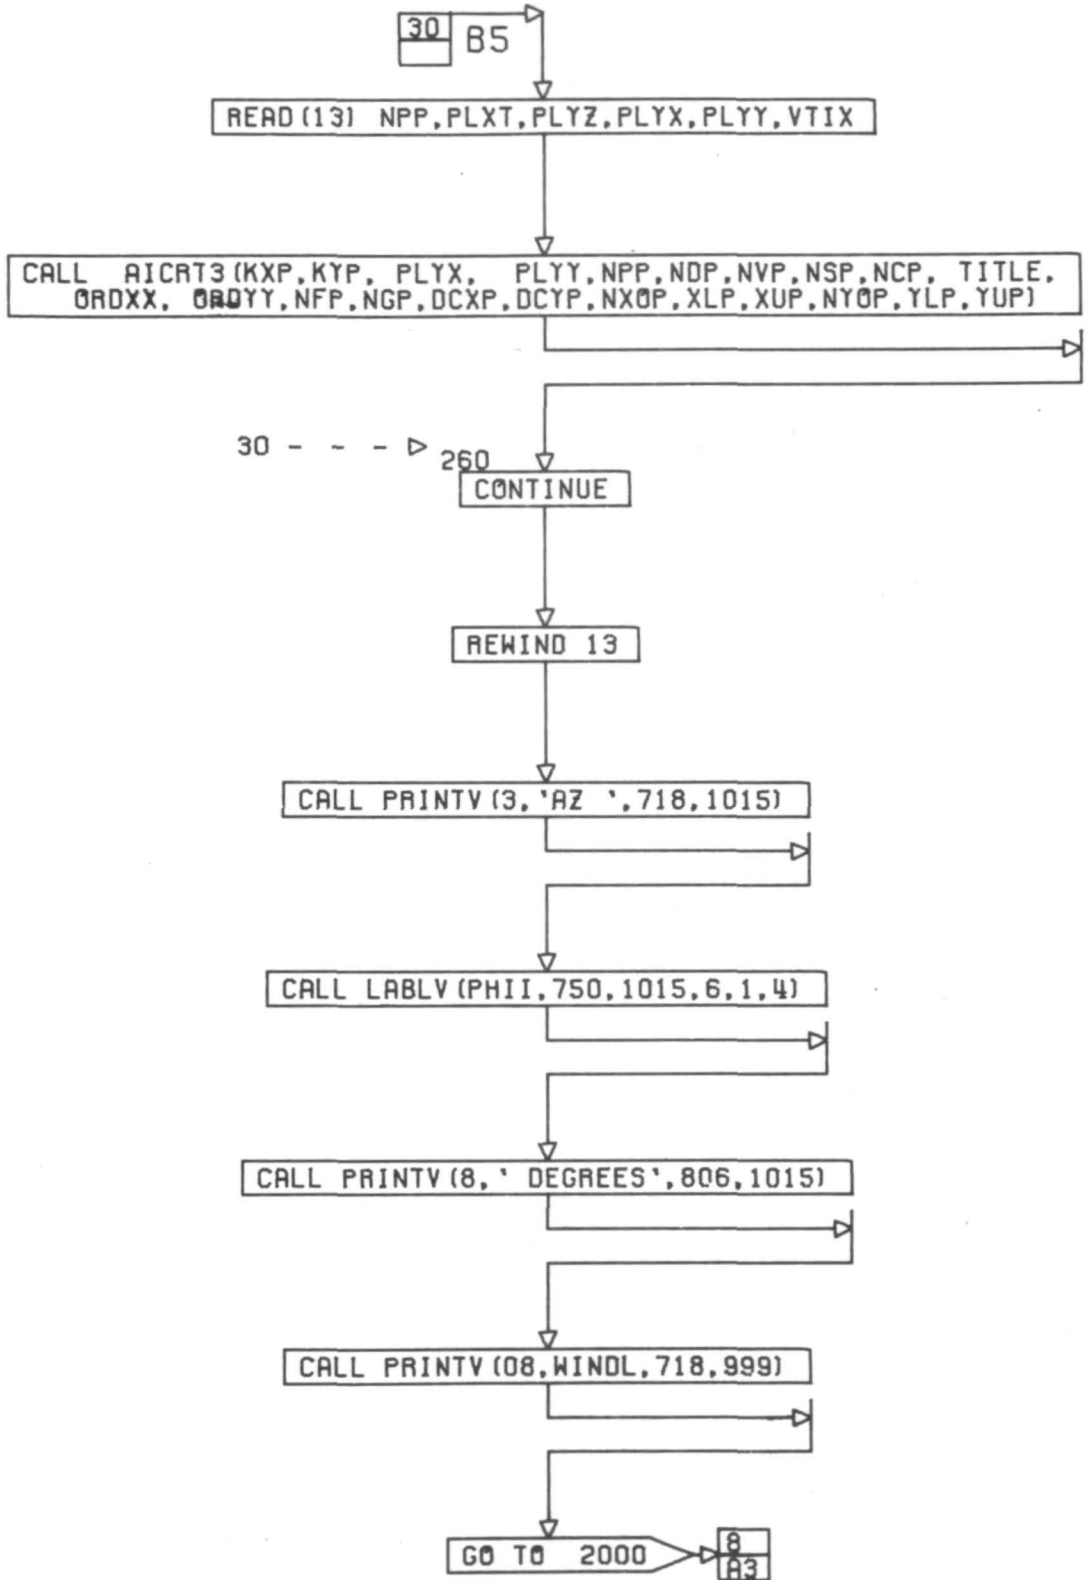 30
B5
READ(13) NPP,PLXT,PLYZ,PLYX,PLYY,VTIX
CALL AICRT3(KXP,KYP, PLYX, PLYY,NPP,NDP,NVP,NSP,NCP, TITLE,
ORDXX, ORDYY,NFP,NGP,DCXP,DCYP,NXOP,XLP,XUP,NYOP,YLP,YUP)
30 - - -
260
CONTINUE
REWIND 13
CALL PRINTV(3,'AZ ',718,1015)
CALL LABLV(PHII,750,1015,6,1,4)
CALL PRINTV(8,' DEGREES',806,1015)
CALL PRINTV(08,WINDL,718,999)
GO TO 2000
8
A3